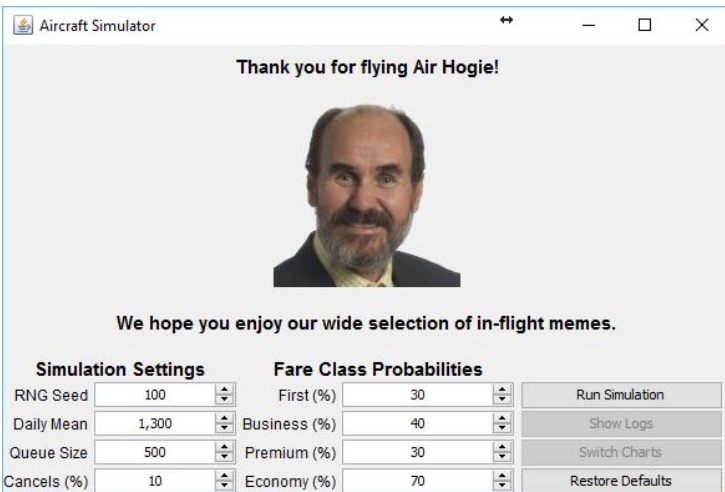 Aircraft Simulator
Thank you for flying Air Hogie!
We hope you enjoy our wide selection of in-flight memes.
Simulation Settings Fare Class Probabilities
RNG Seed 100 First (%) 30 Run Simulation
Daily Mean 1,300 Business (%) 40 Show Logs
Queue Size 500 Premium (%) 30 Switch Charts
Cancels (%) 10 Economy (%) 70 Restore Defaults